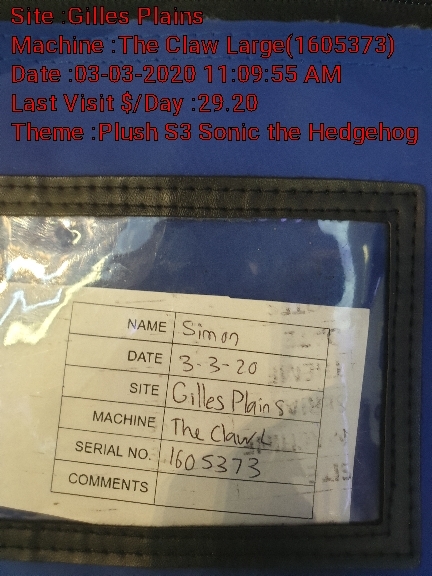 Site :Gilles Plains
Machine :The Claw Large(1605373)
Date :03-03-2020 11:09:55 AM
Last Visit $/Day :29.20
Theme :Plush S3 Sonic the Hedgehog
NAME Simon
DATE 3-3-20
SITE Gilles Plains
MACHINE The Claw L
SERIAL NO. 1605373
COMMENTS